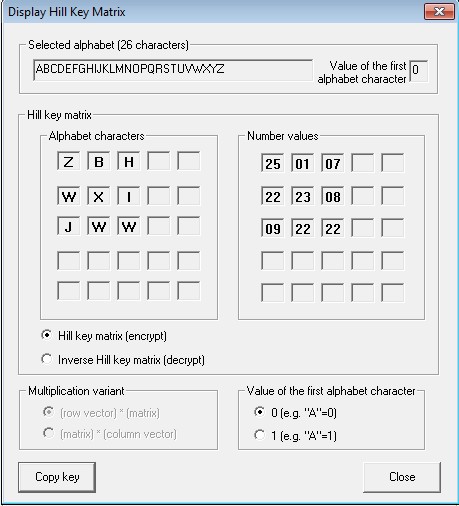 Display Hill Key Matrix
Selected alphabet (26 characters)
ABCDEFGHIJKLMNOPQRSTUVWXYZ
Value of the first
alphabet character
0
Hill key matrix
Alphabet characters
Number values
Z B H
25 01 07
W X I
22 23 08
J W W
09 22 22
Hill key matrix (encrypt)
Inverse Hill key matrix (decrypt)
Multiplication variant
Value of the first alphabet character
(row vector) * (matrix)
0 (e.g. "A"=0)
(matrix) * (column vector)
1 (e.g. "A"=1)
Copy key
Close